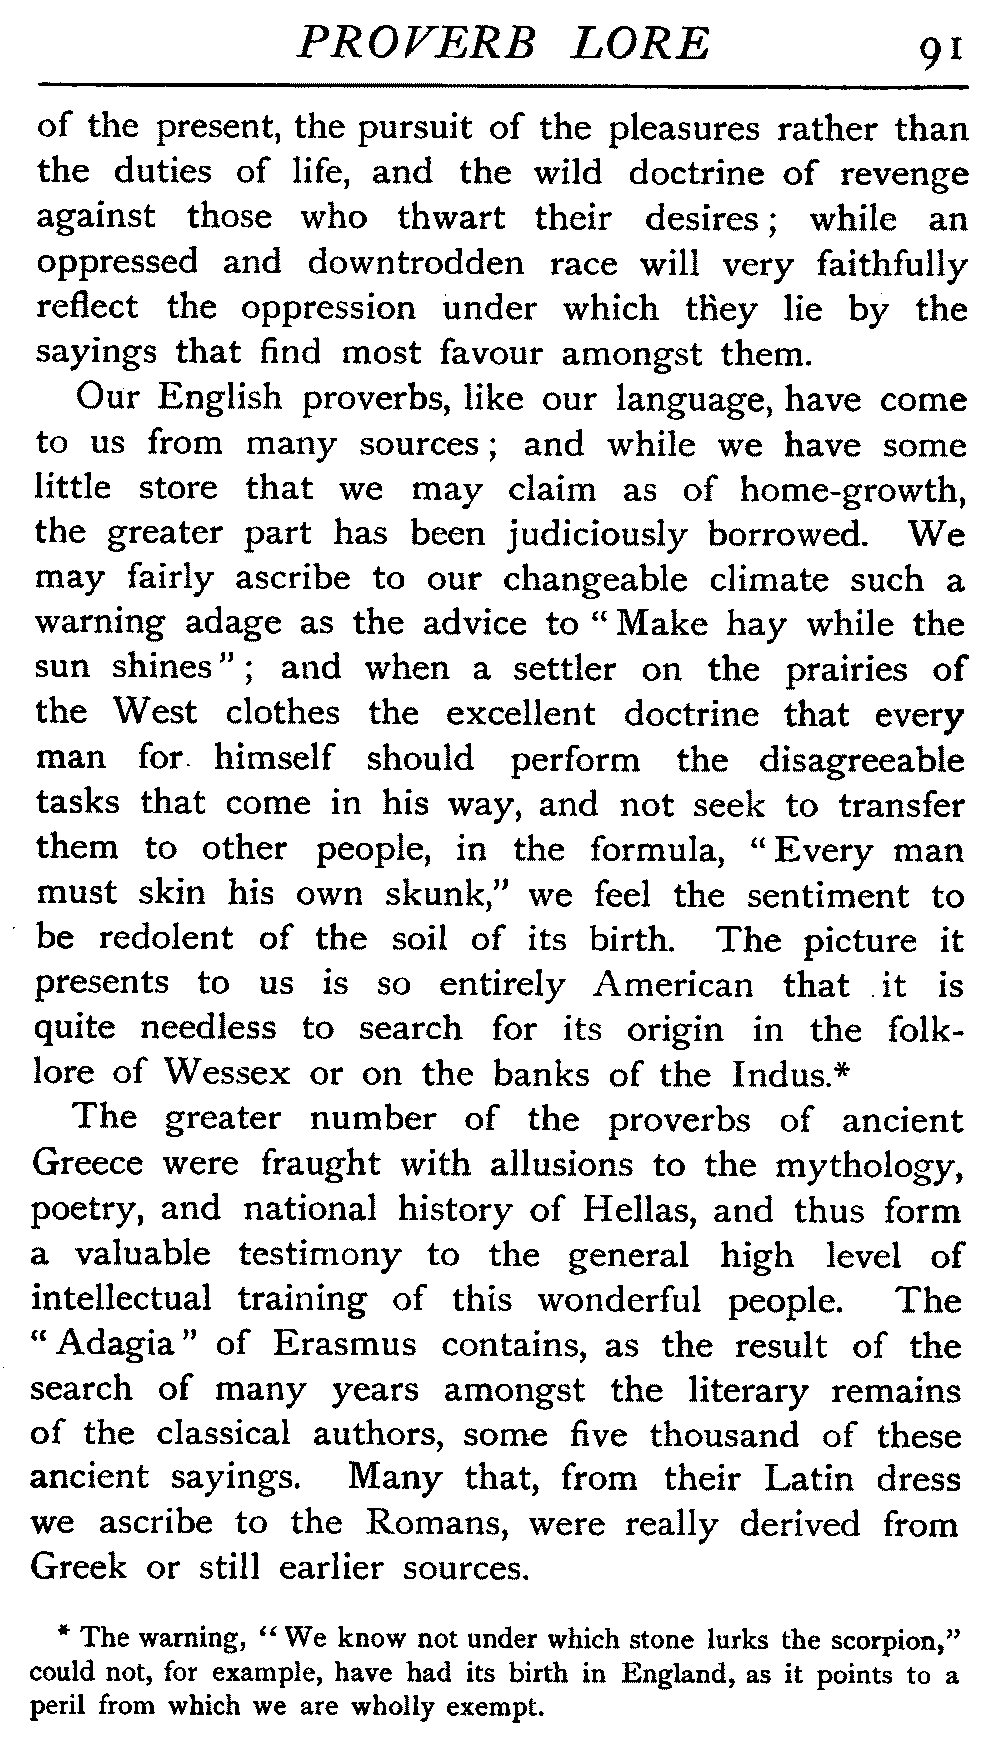 PROVERB LORE 91
of the present, the pursuit of the pleasures rather than
the duties of life, and the wild doctrine of revenge
against those who thwart their desires ; while an
oppressed and downtrodden race will very faithfully
reflect the oppression under which they lie by the
sayings that find most favour amongst them.
Our English proverbs, like our language, have come
to us from many sources ; and while we have some
little store that we may claim as of home-growth,
the greater part has been judiciously borrowed. We
may fairly ascribe to our changeable climate such a
warning adage as the advice to “ Make hay while the
sun shines ” ; and when a settler on the prairies of
the West clothes the excellent doctrine that every
man for himself should perform the disagreeable
tasks that come in his way, and not seek to transfer
them to other people, in the formula, “ Every man
must skin his own skunk,” we feel the sentiment to
be redolent of the soil of its birth. The picture it
presents to us is so entirely American that it is
quite needless to search for its origin in the folk-
lore of Wessex or on the banks of the Indus.*
The greater number of the proverbs of ancient
Greece were fraught with allusions to the mythology,
poetry, and national history of Hellas, and thus form
a valuable testimony to the general high level of
intellectual training of this wonderful people. The
“ Adagia ” of Erasmus contains, as the result of the
search of many years amongst the literary remains
of the classical authors, some five thousand of these
ancient sayings. Many that, from their Latin dress
we ascribe to the Romans, were really derived from
Greek or still earlier sources.
* The warning, “ We know not under which stone lurks the scorpion,”
could not, for example, have had its birth in England, as it points to a
peril from which we are wholly exempt.